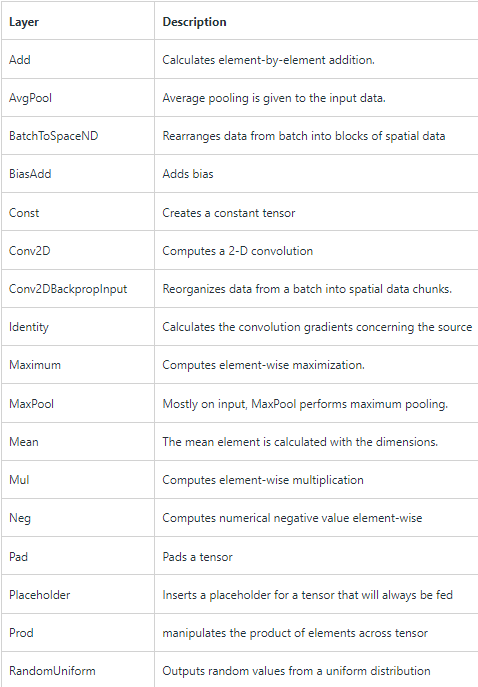 Layer Description
Add Calculates element-by-element addition.
AvgPool Average pooling is given to the input data.
BatchToSpaceND Rearranges data from batch into blocks of spatial data
BiasAdd Adds bias
Const Creates a constant tensor
Conv2D Computes a 2-D convolution
Conv2DBackpropInput Reorganizes data from a batch into spatial data chunks.
Identity Calculates the convolution gradients concerning the source
Maximum Computes element-wise maximization.
MaxPool Mostly on input, MaxPool performs maximum pooling.
Mean The mean element is calculated with the dimensions.
Mul Computes element-wise multiplication
Neg Computes numerical negative value element-wise
Pad Pads a tensor
Placeholder Inserts a placeholder for a tensor that will always be fed
Prod manipulates the product of elements across tensor
RandomUniform Outputs random values from a uniform distribution